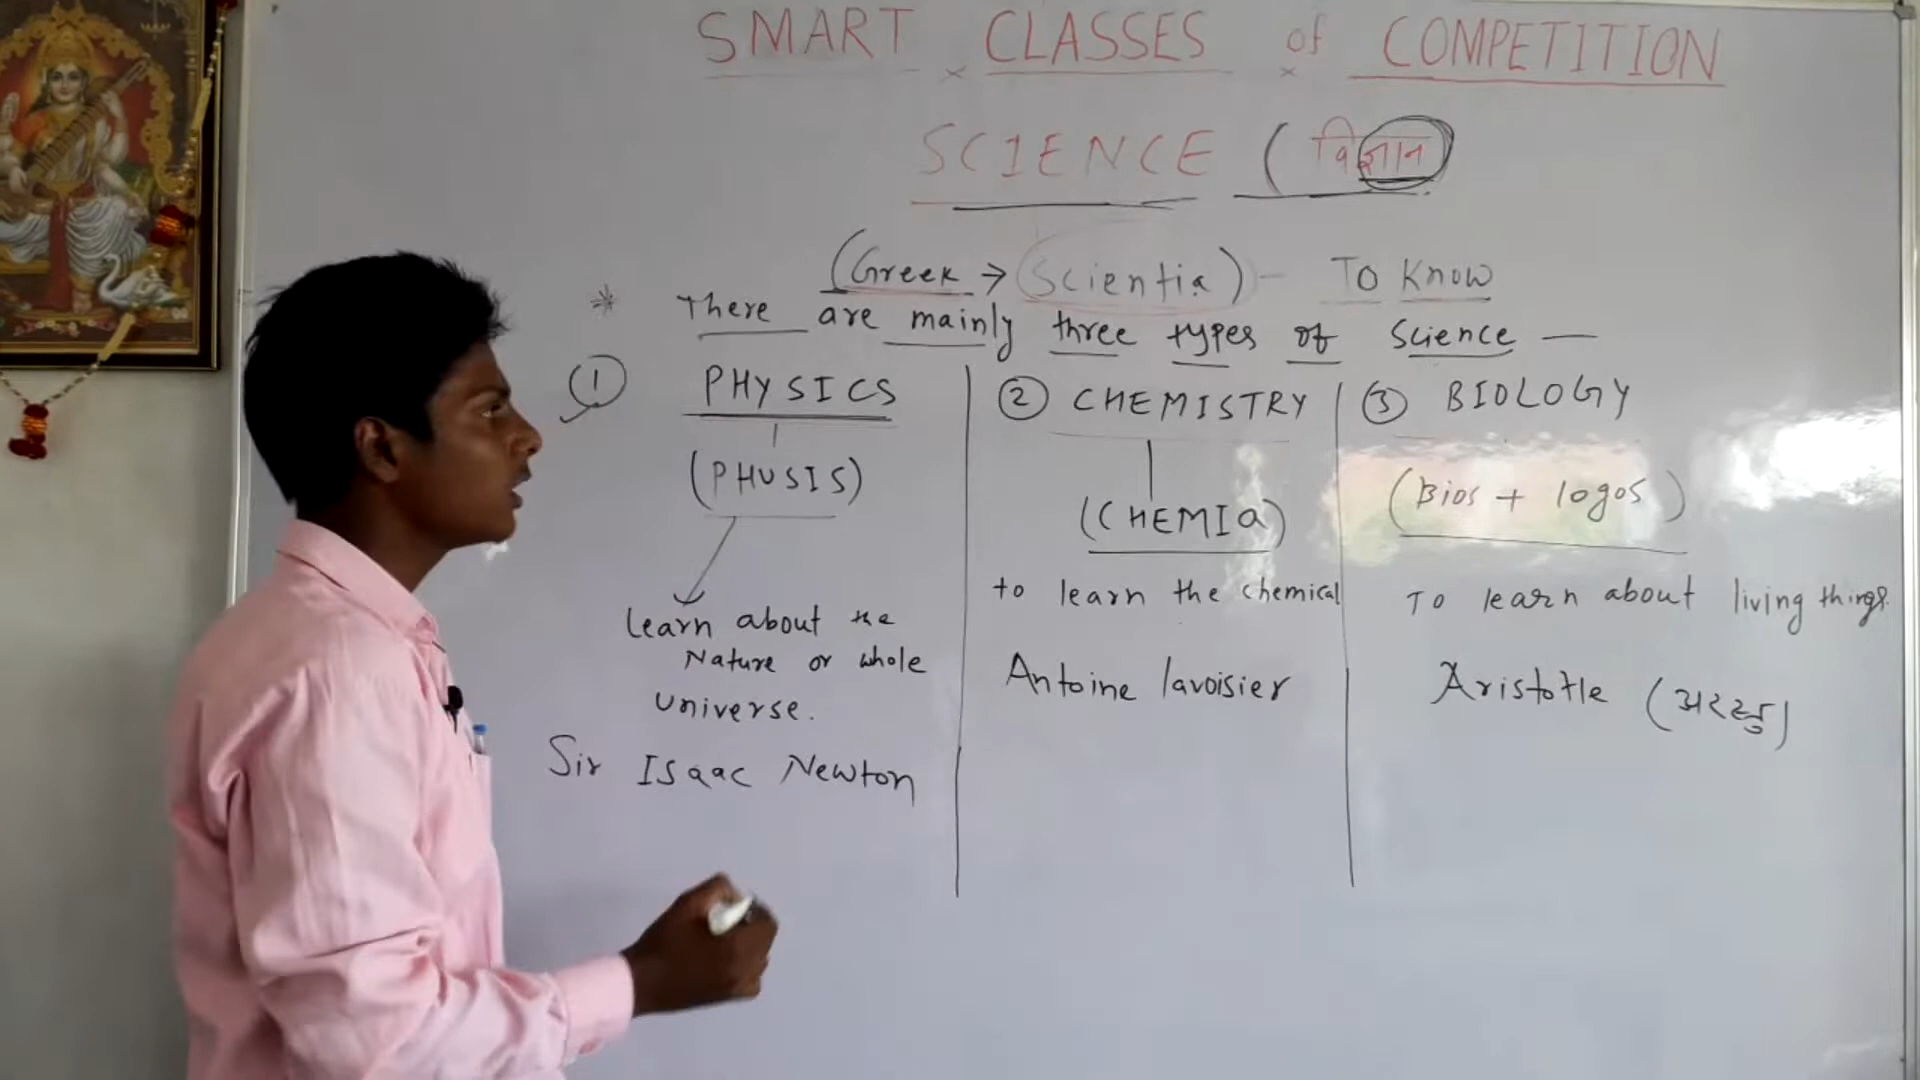 SMART CLASSES of COMPETITION
SCIENCE (विज्ञान
(Greek → Scientia) - To Know
* There are mainly three types of Science —
① PHYSICS
(PHUSIS)
Learn about the
Nature or whole
Universe.
Sir Isaac Newton
② CHEMISTRY
(CHEMIA)
to learn the chemical
Antoine lavoisier
③ BIOLOGY
(Bios + logos)
To learn about living things.
Aristotle (अरस्तु)